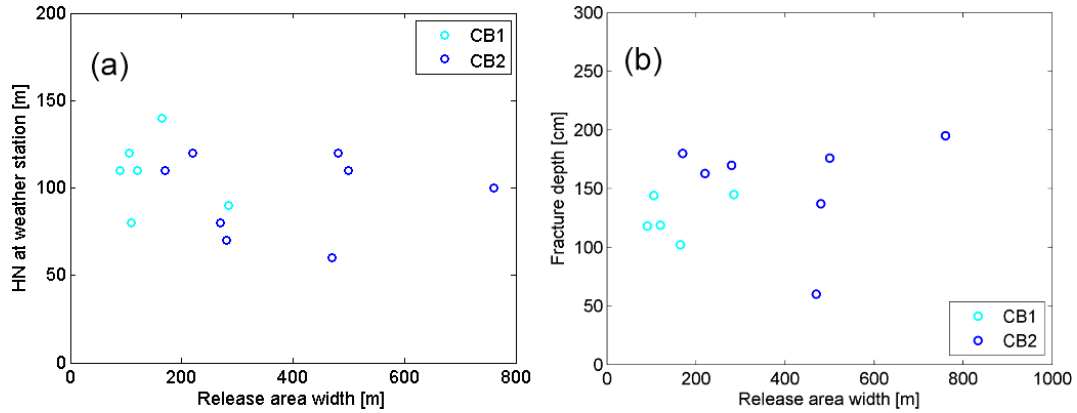 (a)
CB1
CB2
HN at weather station [m]
200
150
100
50
0
0 200 400 600 800
Release area width [m]
(b)
Fracture depth [cm]
300
250
200
150
100
50
0
CB1
CB2
0 200 400 600 800 1000
Release area width [m]